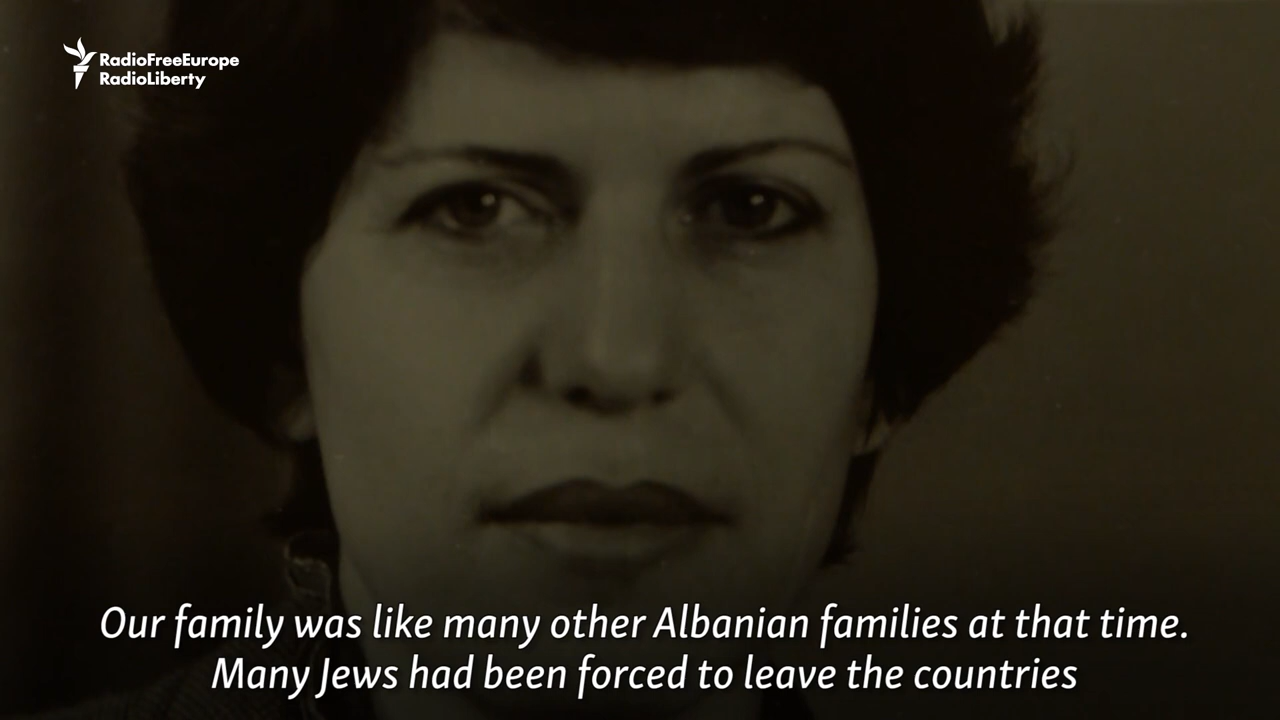 RadioFreeEurope
RadioLiberty
Our family was like many other Albanian families at that time.
Many Jews had been forced to leave the countries